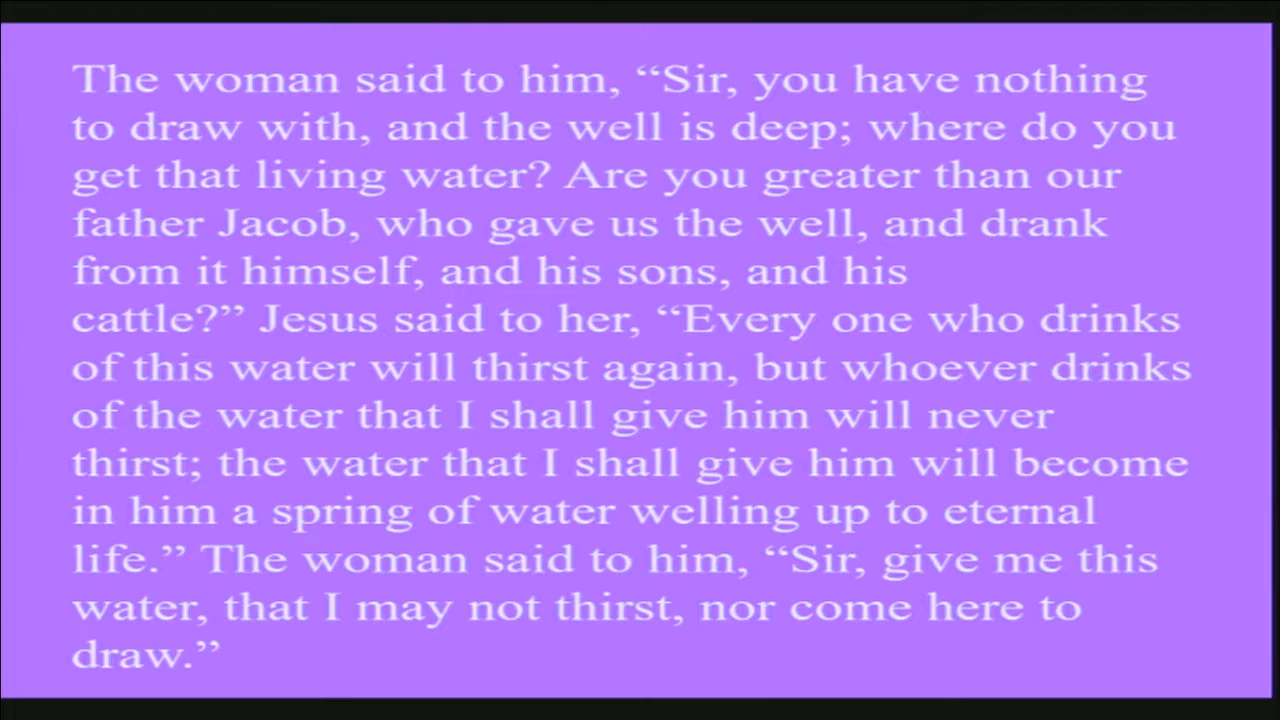 The woman said to him, “Sir, you have nothing
to draw with, and the well is deep; where do you
get that living water? Are you greater than our
father Jacob, who gave us the well, and drank
from it himself, and his sons, and his
cattle?” Jesus said to her, “Every one who drinks
of this water will thirst again, but whoever drinks
of the water that I shall give him will never
thirst; the water that I shall give him will become
in him a spring of water welling up to eternal
life.” The woman said to him, “Sir, give me this
water, that I may not thirst, nor come here to
draw.”